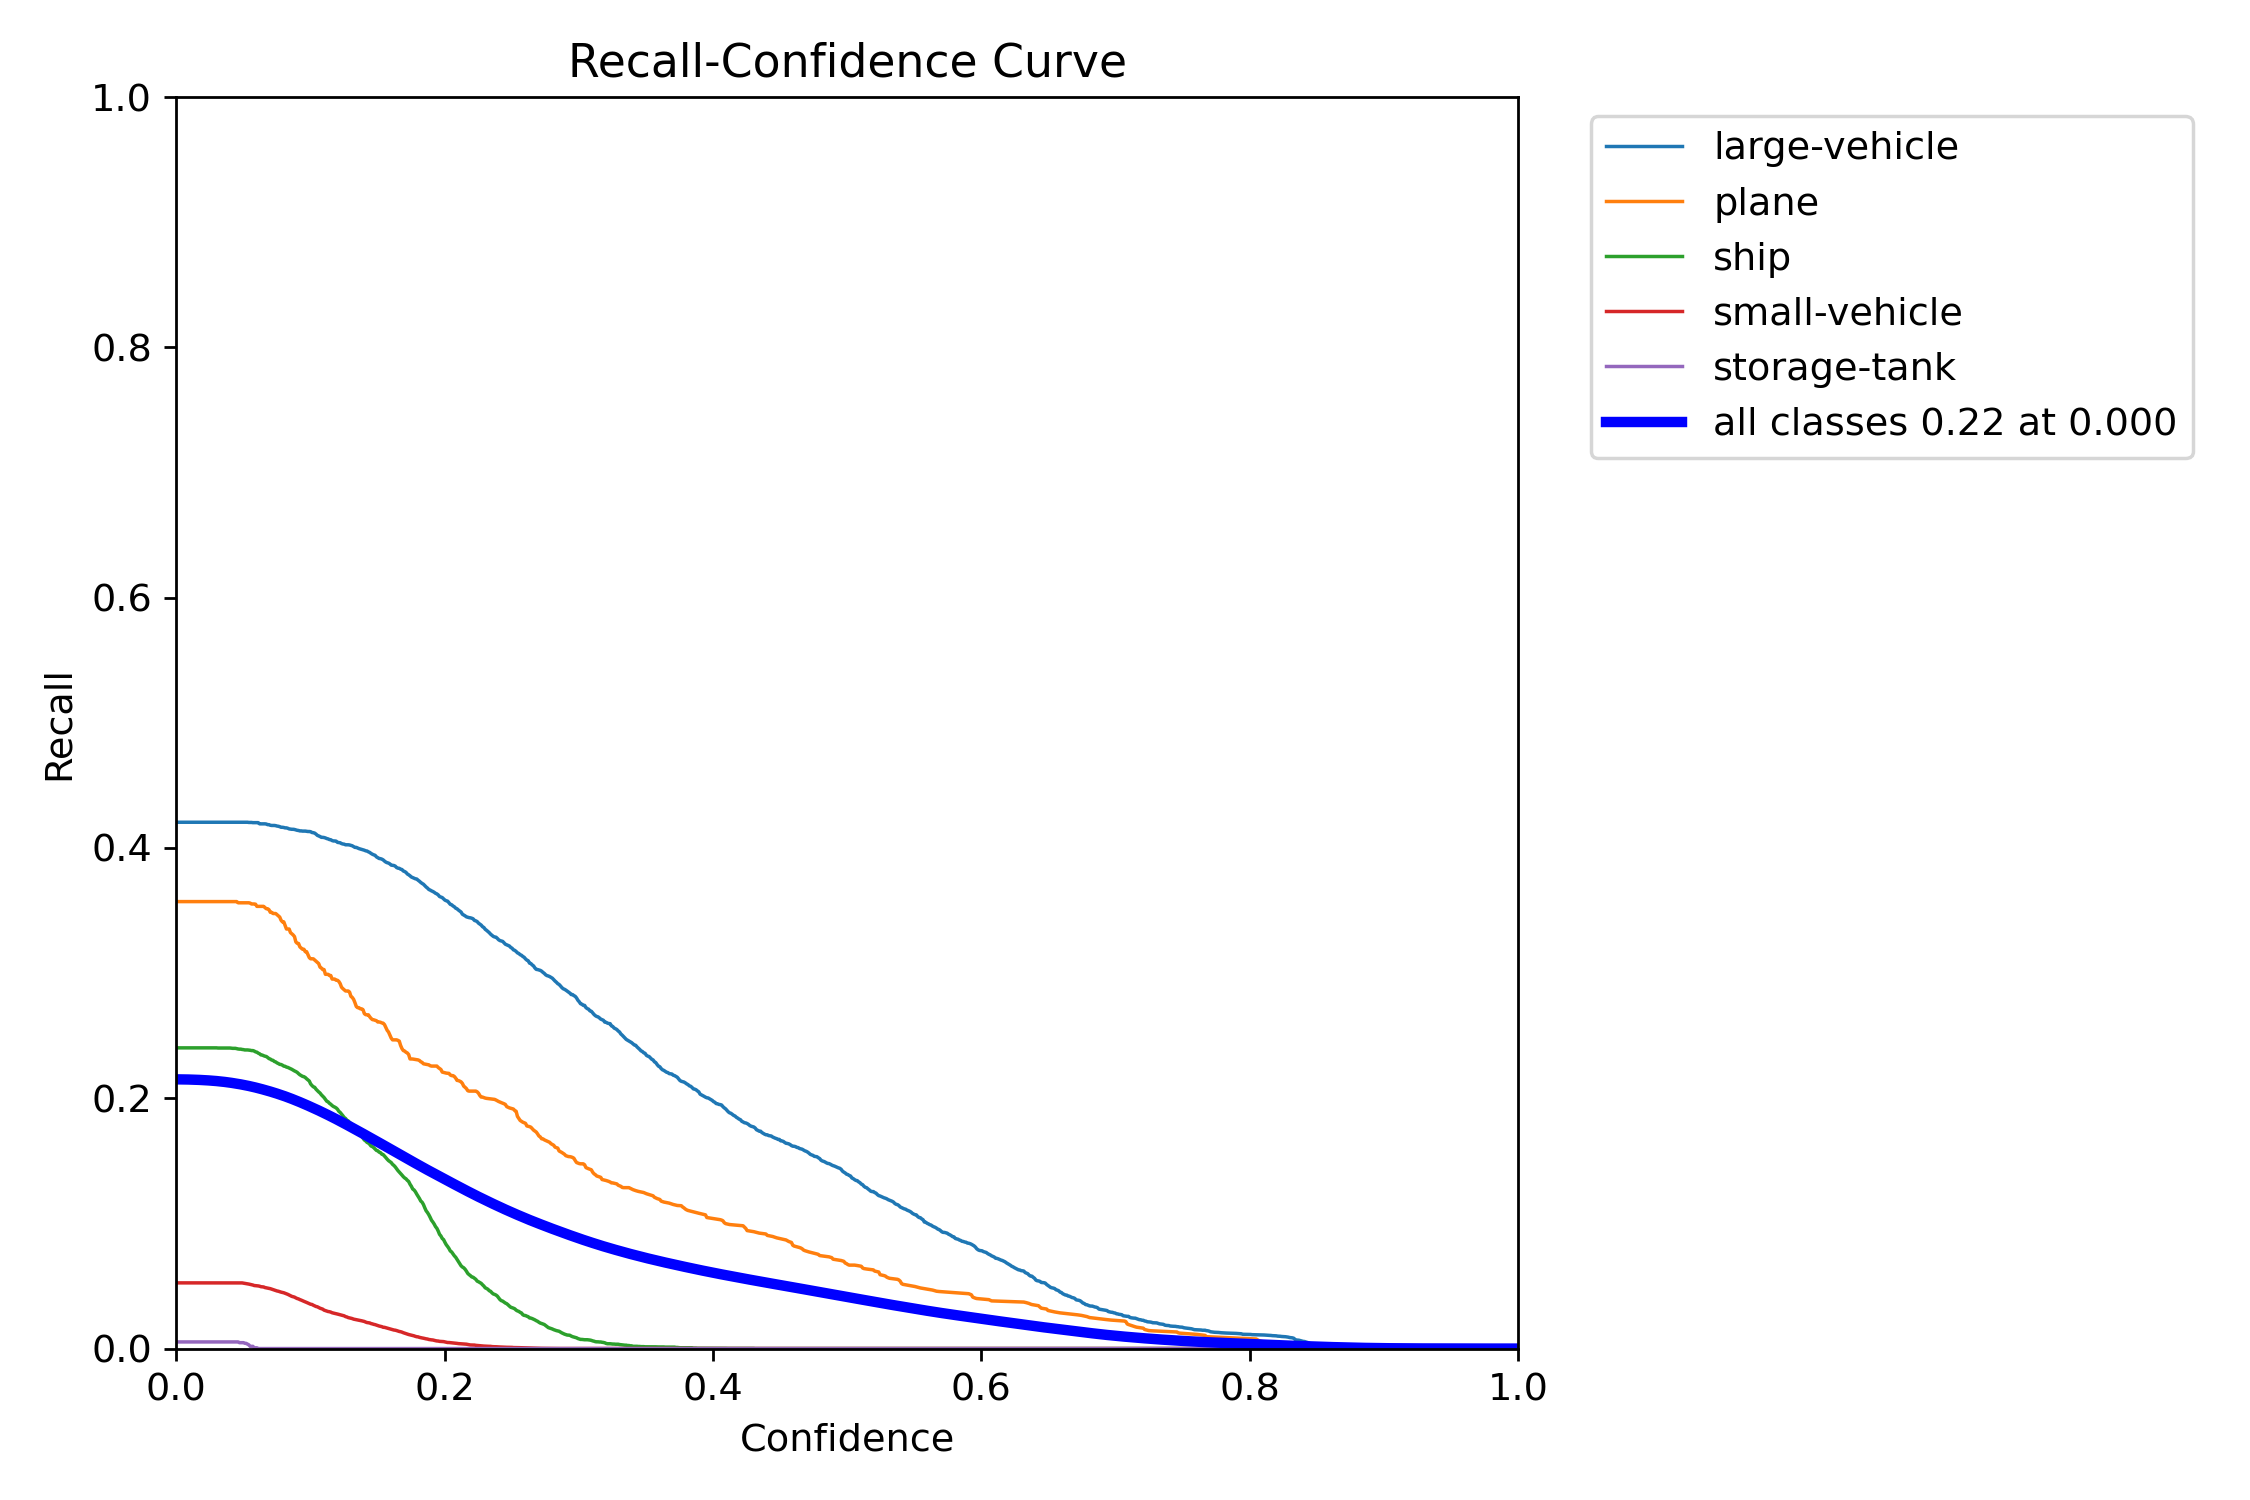 Recall-Confidence Curve
1.0
0.8
0.6
0.4
0.2
0.0
Recall
0.0 0.2 0.4 0.6 0.8 1.0
Confidence
large-vehicle
plane
ship
small-vehicle
storage-tank
all classes 0.22 at 0.000